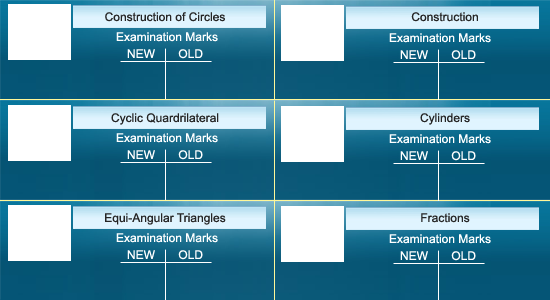 Construction of Circles
Examination Marks
NEW OLD
Construction
Examination Marks
NEW OLD
Cyclic Quardrilateral
Examination Marks
NEW OLD
Cylinders
Examination Marks
NEW OLD
Equi-Angular Triangles
Examination Marks
NEW OLD
Fractions
Examination Marks
NEW OLD